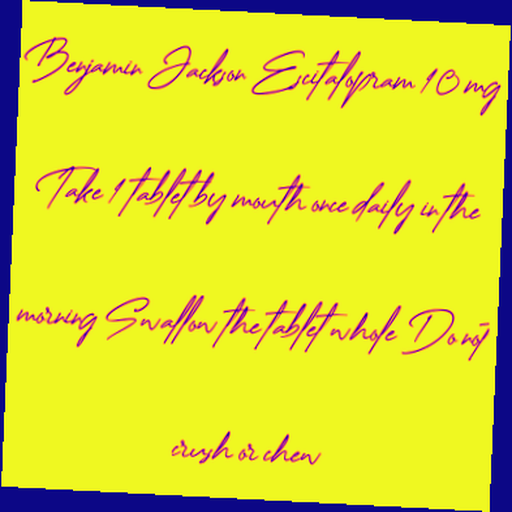 Benjamin Jackson Escitalopram 10 mg
Take 1 tablet by mouth once daily in the
morning Swallow the tablet whole Do not
crush or chew